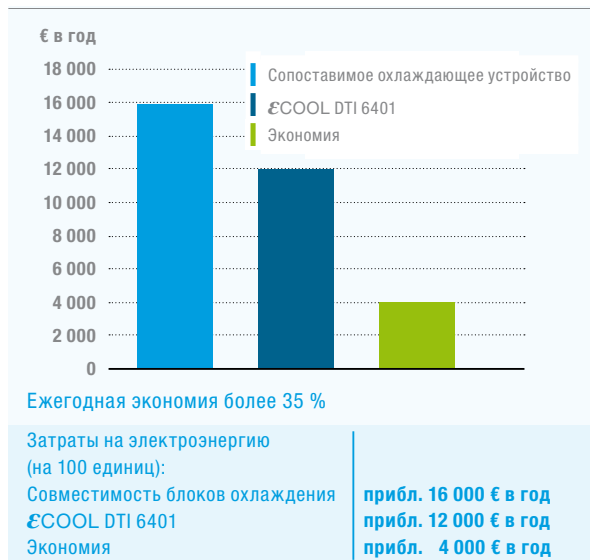 € в год
18 000
16 000
14 000
12 000
10 000
8 000
6 000
4 000
2 000
0
Сопоставимое охлаждающее устройство
ƐCOOL DTI 6401
Экономия
Ежегодная экономия более 35 %
Затраты на электроэнергию
(на 100 единиц):
Совместимость блоков охлаждения прибл. 16 000 € в год
ƐCOOL DTI 6401 прибл. 12 000 € в год
Экономия прибл. 4 000 € в год